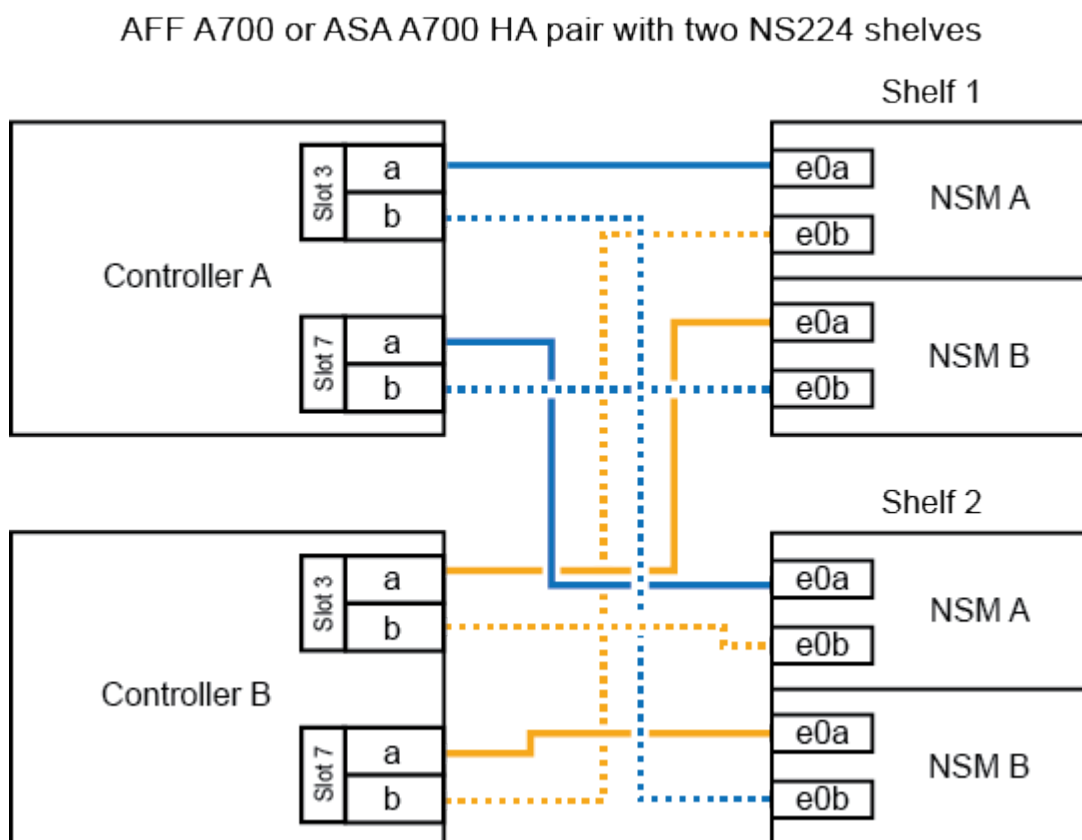 AFF A700 or ASA A700 HA pair with two NS224 shelves
Shelf 1
Controller A
Slot 3
a
b
Slot 7
a
b
e0a
e0b
NSM A
e0a
e0b
NSM B
Shelf 2
Controller B
Slot 3
a
b
Slot 7
a
b
e0a
e0b
NSM A
e0a
e0b
NSM B